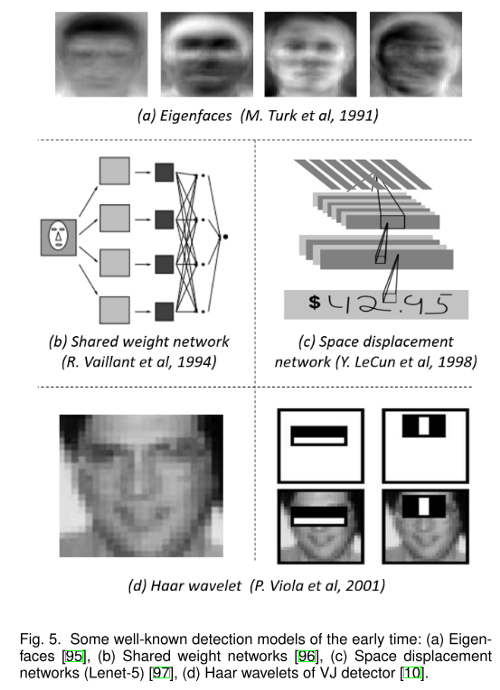 (a) Eigenfaces (M. Turk et al, 1991)
$42.95
(b) Shared weight network
(R. Vaillant et al, 1994)
(c) Space displacement
network (Y. LeCun et al, 1998)
(d) Haar wavelet (P. Viola et al, 2001)
Fig. 5. Some well-known detection models of the early time: (a) Eigen-
faces [95], (b) Shared weight networks [96], (c) Space displacement
networks (Lenet-5) [97], (d) Haar wavelets of VJ detector [10].